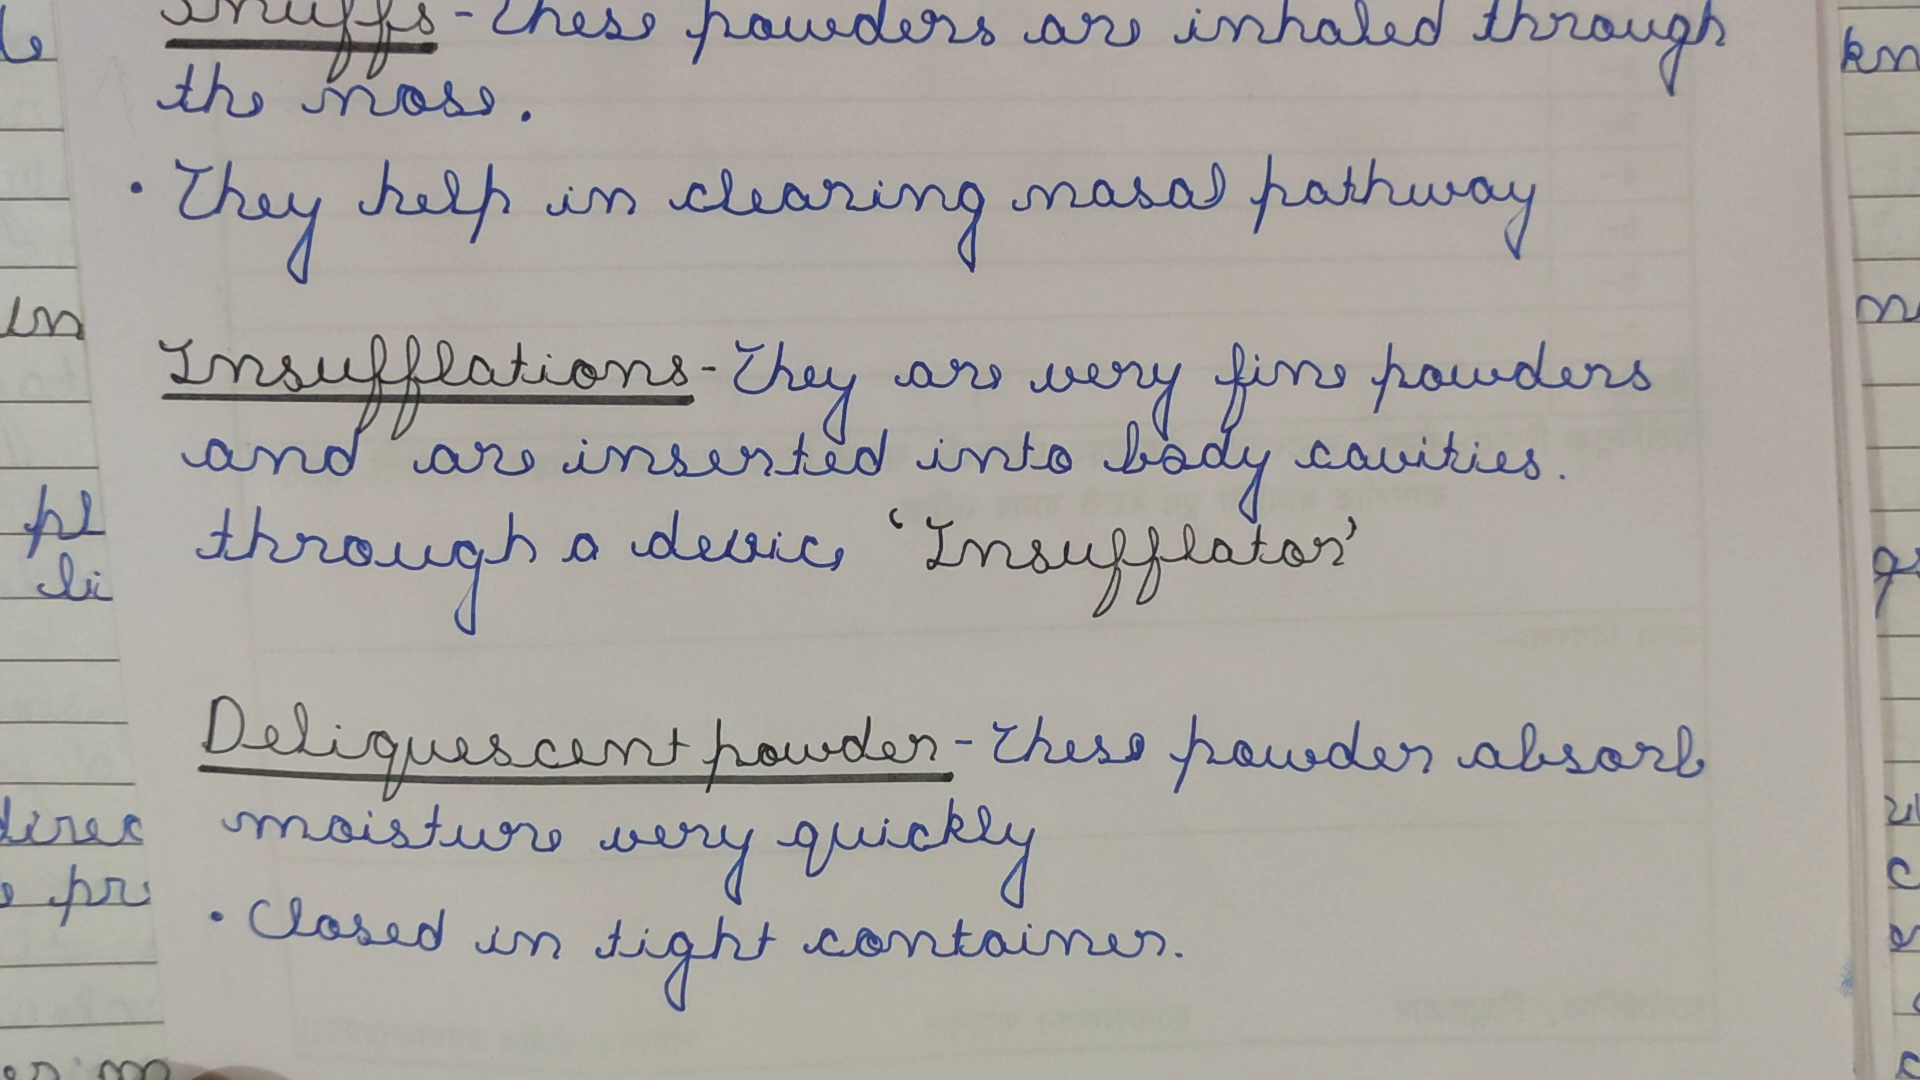 Snuffs - These powders are inhaled through
the nose.
• They help in clearing nasal pathway
Insufflations - They are very fine powders
and are inserted into body cavities.
through a device 'Insufflator'
Deliquescent powder - These powder absorb
moisture very quickly
• Closed in tight container.